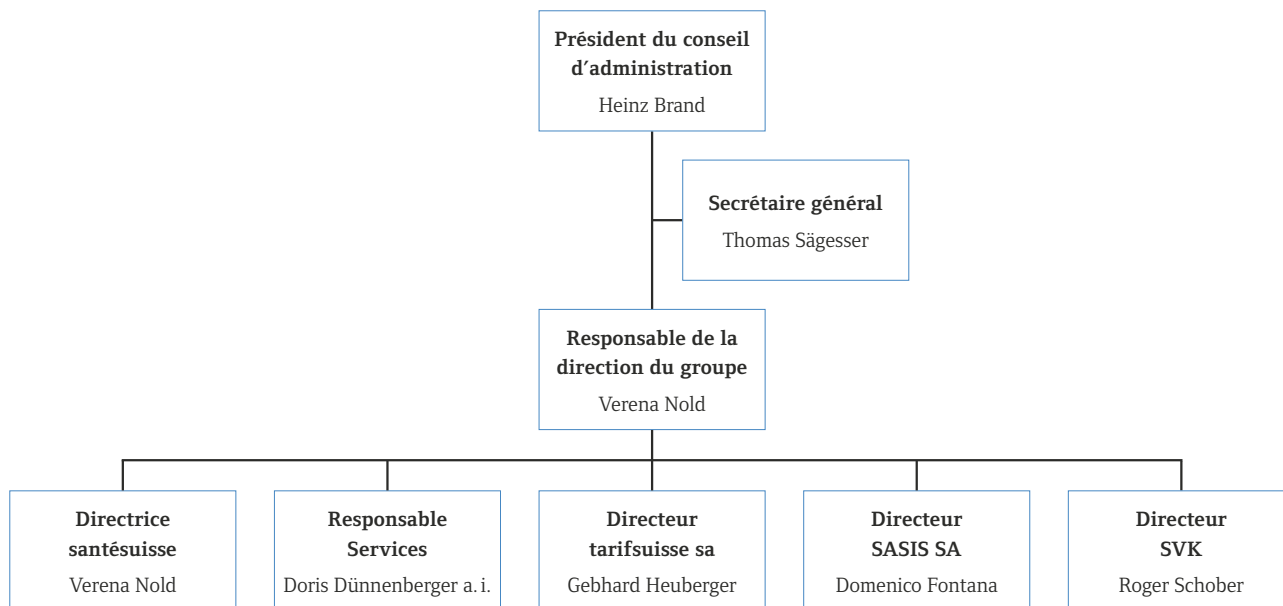 Président du conseil
d’administration
Heinz Brand
Secrétaire général
Thomas Sägesser
Responsable de la
direction du groupe
Verena Nold
Directrice
santésuisse
Verena Nold
Responsable
Services
Doris Dünnenberger a. i.
Directeur
tarifsuisse sa
Gebhard Heuberger
Directeur
SASIS SA
Domenico Fontana
Directeur
SVK
Roger Schober